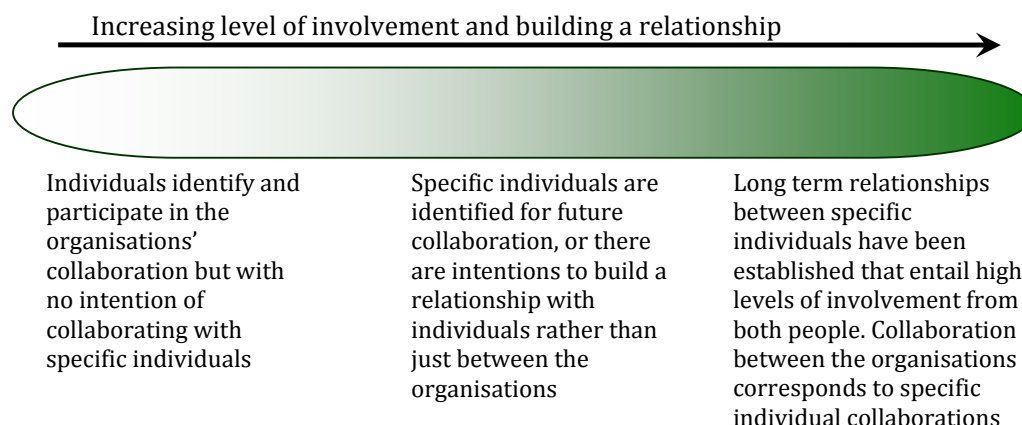 Increasing level of involvement and building a relationship
Individuals identify and
participate in the
organisations’
collaboration but with
no intention of
collaborating with
specific individuals
Specific individuals are
identified for future
collaboration, or there
are intentions to build a
relationship with
individuals rather than
just between the
organisations
Long term relationships
between specific
individuals have been
established that entail high
levels of involvement from
both people. Collaboration
between the organisations
corresponds to specific
individual collaborations